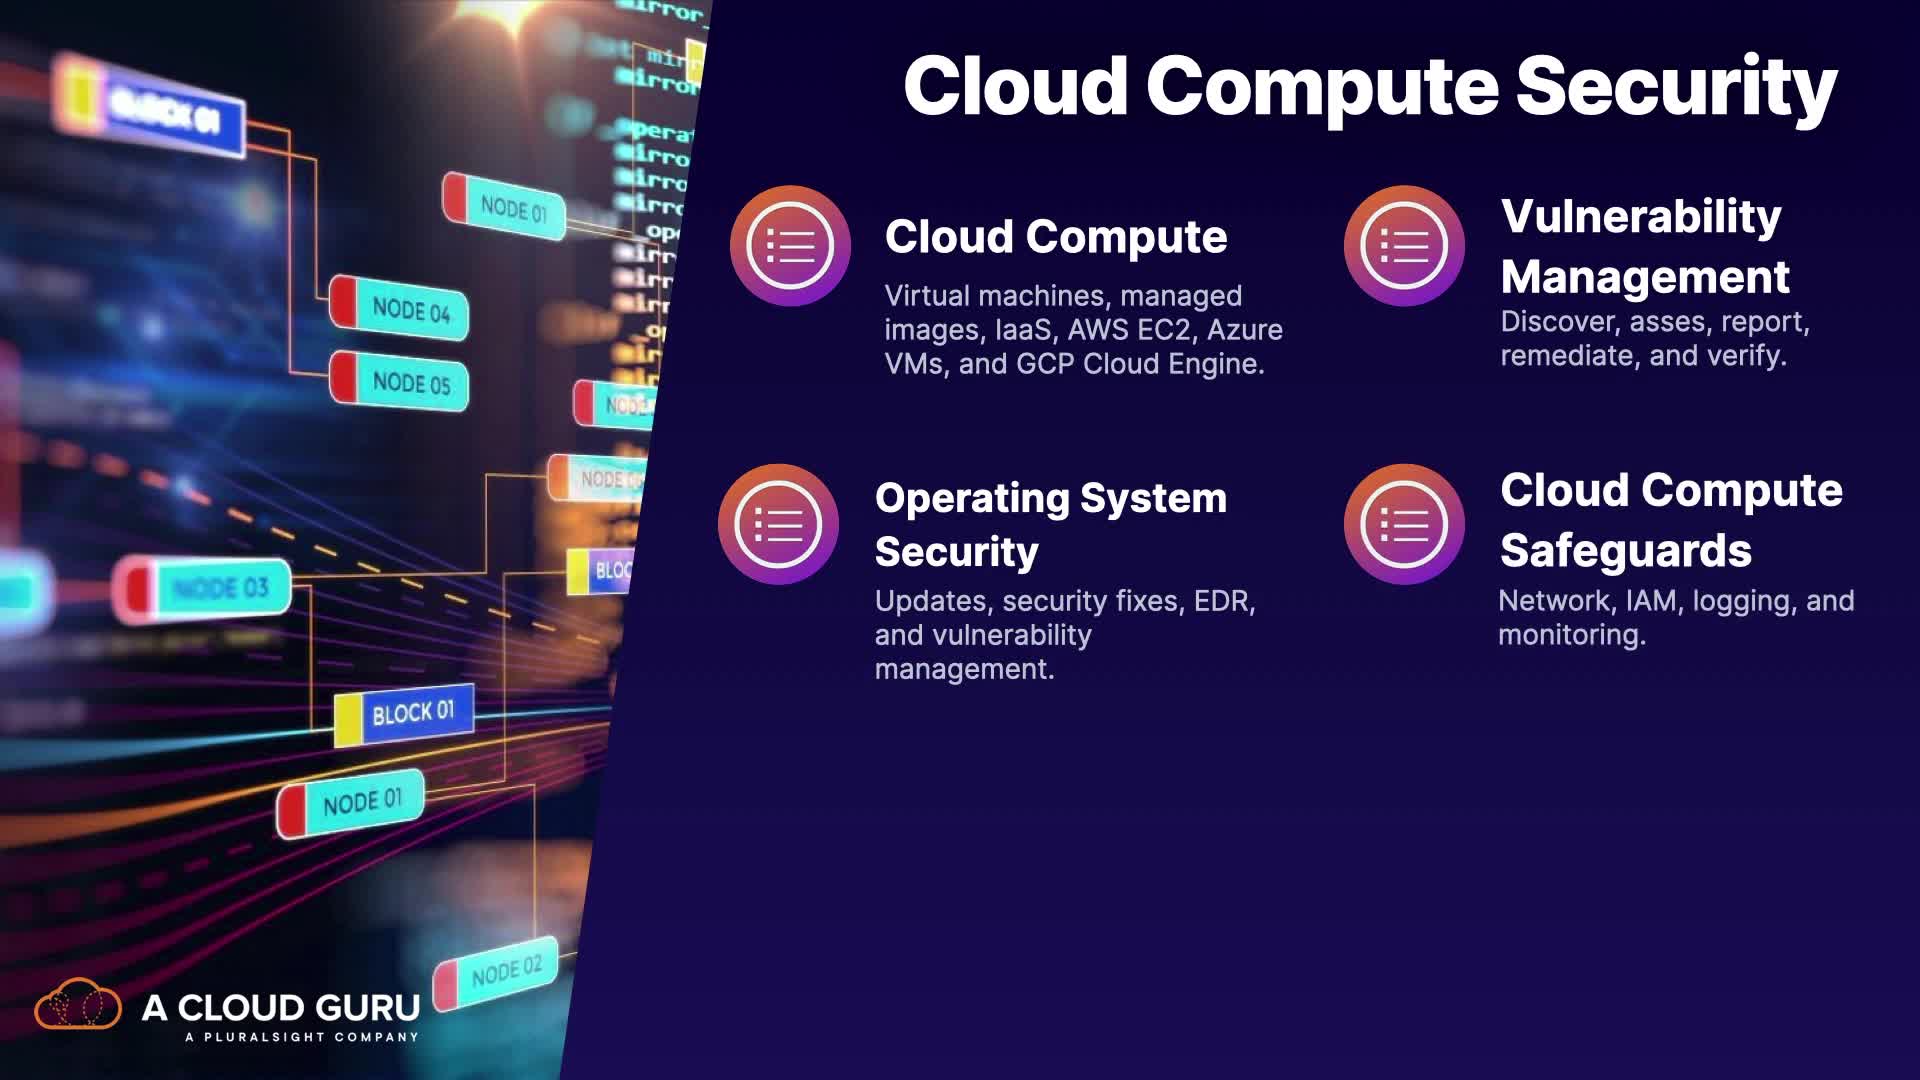 Cloud Compute Security
Cloud Compute
Virtual machines, managed
images, IaaS, AWS EC2, Azure
VMs, and GCP Cloud Engine.
Vulnerability
Management
Discover, asses, report,
remediate, and verify.
Operating System
Security
Updates, security fixes, EDR,
and vulnerability
management.
Cloud Compute
Safeguards
Network, IAM, logging, and
monitoring.
BLOCK 01
NODE 01
NODE 04
NODE 05
NODE 03
BLOCK 01
NODE 01
NODE 02
A CLOUD GURU
A PLURALSIGHT COMPANY